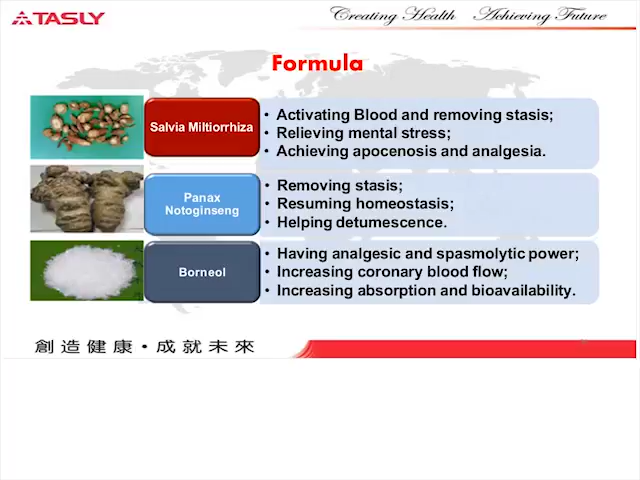 TASLY
Creating Health Achieving Future
Formula
Salvia Miltiorrhiza
• Activating Blood and removing stasis;
• Relieving mental stress;
• Achieving apocenosis and analgesia.
Panax
Notoginseng
• Removing stasis;
• Resuming homeostasis;
• Helping detumescence.
Borneol
• Having analgesic and spasmolytic power;
• Increasing coronary blood flow;
• Increasing absorption and bioavailability.
創造健康·成就未來